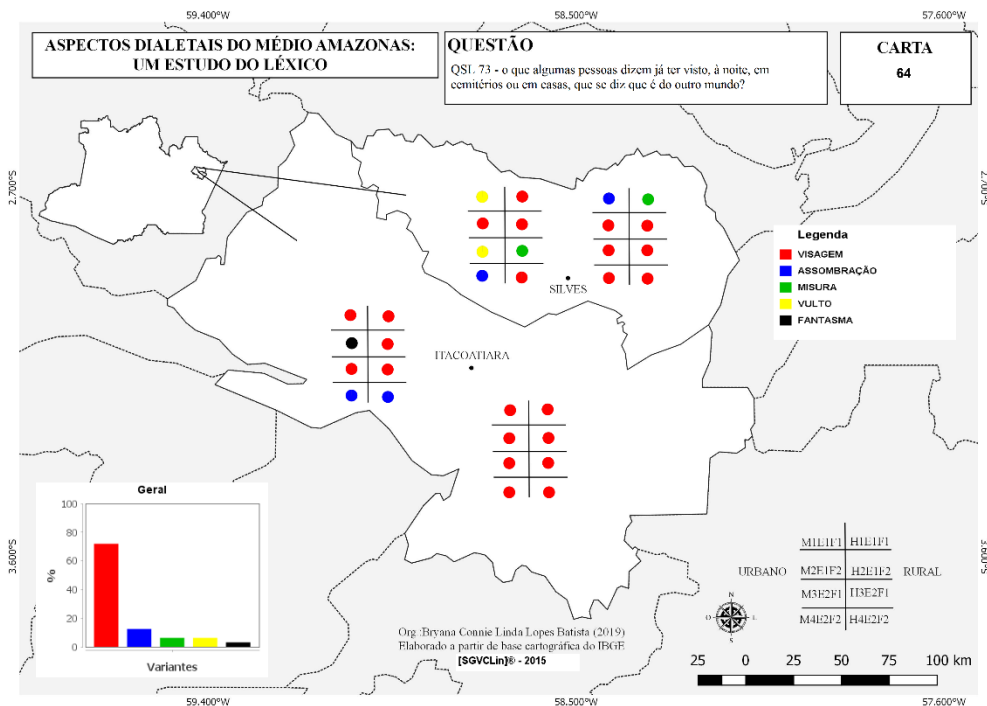 59.400°W
58.500°W
57.600°W
ASPECTOS DIALETAIS DO MÉDIO AMAZONAS:
UM ESTUDO DO LÉXICO
QUESTÃO
QSL 73 - o que algumas pessoas dizem já ter visto, à noite, em
cemitérios ou em casas, que se diz que é do outro mundo?
CARTA
64
2.700°S
2.700°S
Legenda
VISAGEM
ASSOMBRAÇÃO
MISURA
VULTO
FANTASMA
SILVES
ITACOATIARA
Geral
100
80
60
40
20
0
%
Variantes
3.600°S
3.600°S
M1E1F1 H1E1F1
URBANO M2E1F2 H2E1F2 RURAL
M3E2F1 H3E2F1
M4E2F2 H4E2F2
N
O L
S
Org :Bryana Connie Linda Lopes Batista (2019)
Elaborado a partir de base cartográfica do IBGE
[SGVCLin]® - 2015
25 0 25 50 75 100 km
59.400°W
58.500°W
57.600°W